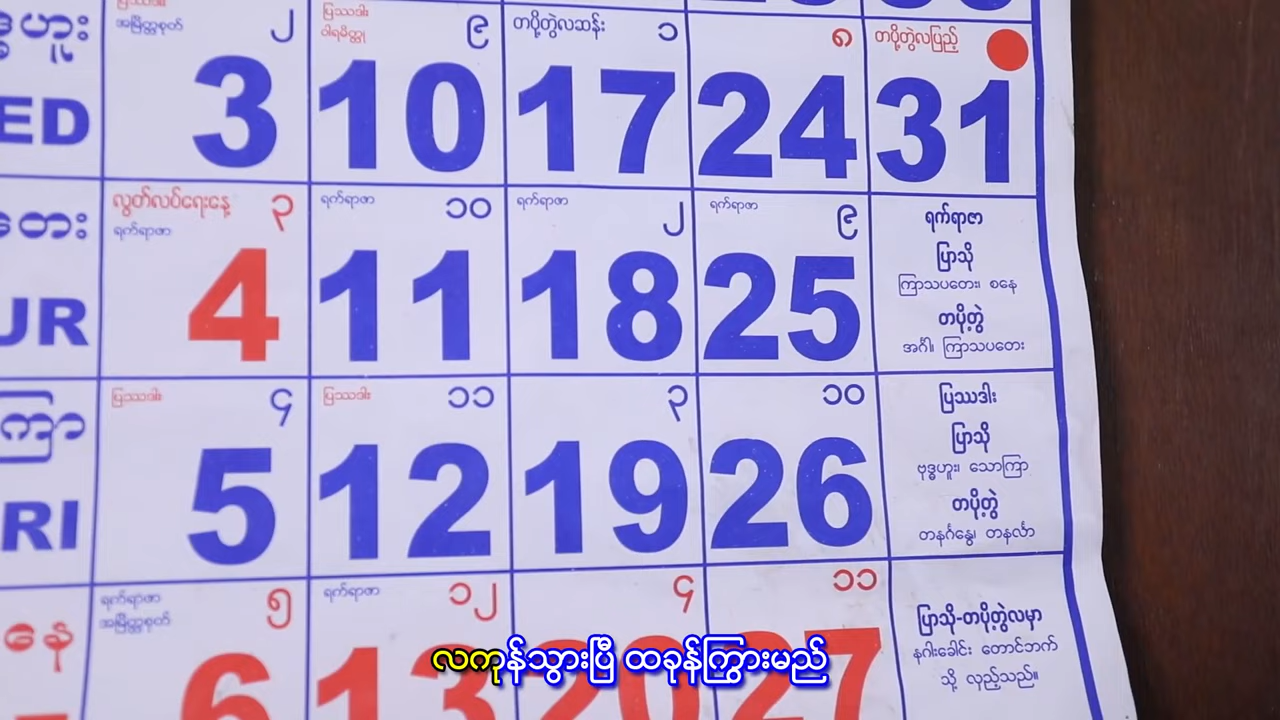 ဗုဒ္ဓဟူး
ပြဿဒါး
အမြိတ္တစုတ် ၂
ပြဿဒါး
ဝါရမိတ္တု ၉
တပို့တွဲလဆန်း ၁
၈
တပို့တွဲလပြည့်
ED 3 10 17 24 31
တေး
လွတ်လပ်ရေးနေ့ ၃
ရက်ရာဇာ
ရက်ရာဇာ ၁၀
ရက်ရာဇာ ၂
ရက်ရာဇာ ၉
UR 4 11 18 25
ရက်ရာဇာ
ပြာသို
ကြာသပတေး၊ စနေ
တပို့တွဲ
အင်္ဂါ၊ ကြာသပတေး
ကြာ
ပြဿဒါး ၄
ပြဿဒါး ၁၁
၃
၁၀
RI 5 12 19 26
ပြဿဒါး
ပြာသို
ဗုဒ္ဓဟူး၊ သောကြာ
တပို့တွဲ
တနင်္ဂနွေ၊ တနင်္လာ
နေ
ရက်ရာဇာ
အမြိတ္တစုတ် ၅
ရက်ရာဇာ ၁၂
၄
၁၁
6 13 20 27
ပြာသို-တပို့တွဲလမှာ
နဂါးခေါင်း တောင်ဘက်
သို့ လှည့်သည်။
လကုန်သွားပြီ ထခုန်ကြွားမည်